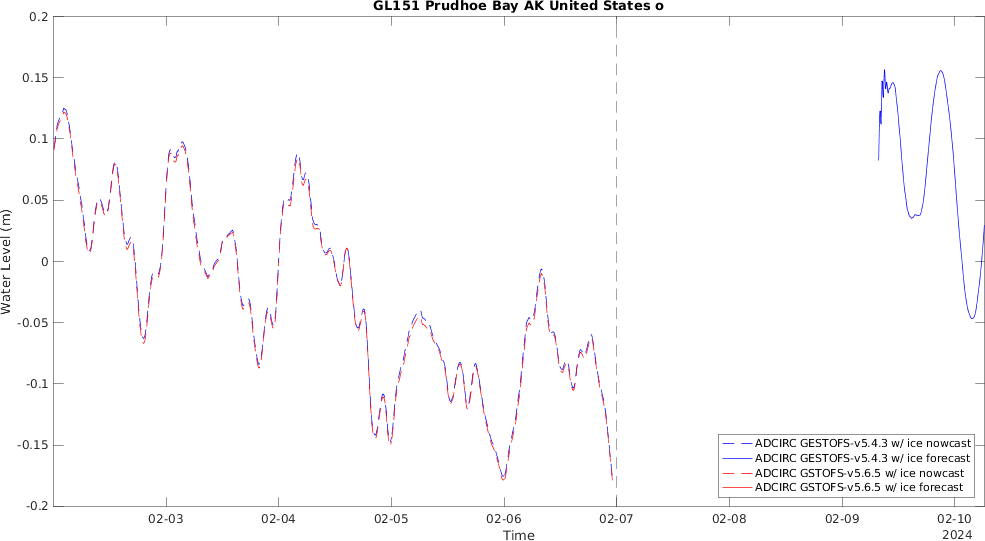 GL151 Prudhoe Bay AK United States o
Water Level (m)
0.2
0.15
0.1
0.05
0
-0.05
-0.1
-0.15
-0.2
02-03 02-04 02-05 02-06 02-07 02-08 02-09 02-10
2024
Time
ADCIRC GESTOFS-v5.4.3 w/ ice nowcast
ADCIRC GESTOFS-v5.4.3 w/ ice forecast
ADCIRC GSTOFS-v5.6.5 w/ ice nowcast
ADCIRC GSTOFS-v5.6.5 w/ ice forecast